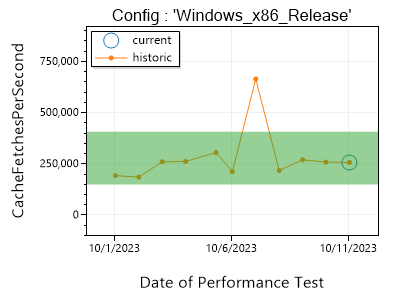 Config : 'Windows_x86_Release'
current
historic
CacheFetchesPerSecond
750,000
500,000
250,000
0
10/1/2023
10/6/2023
10/11/2023
Date of Performance Test